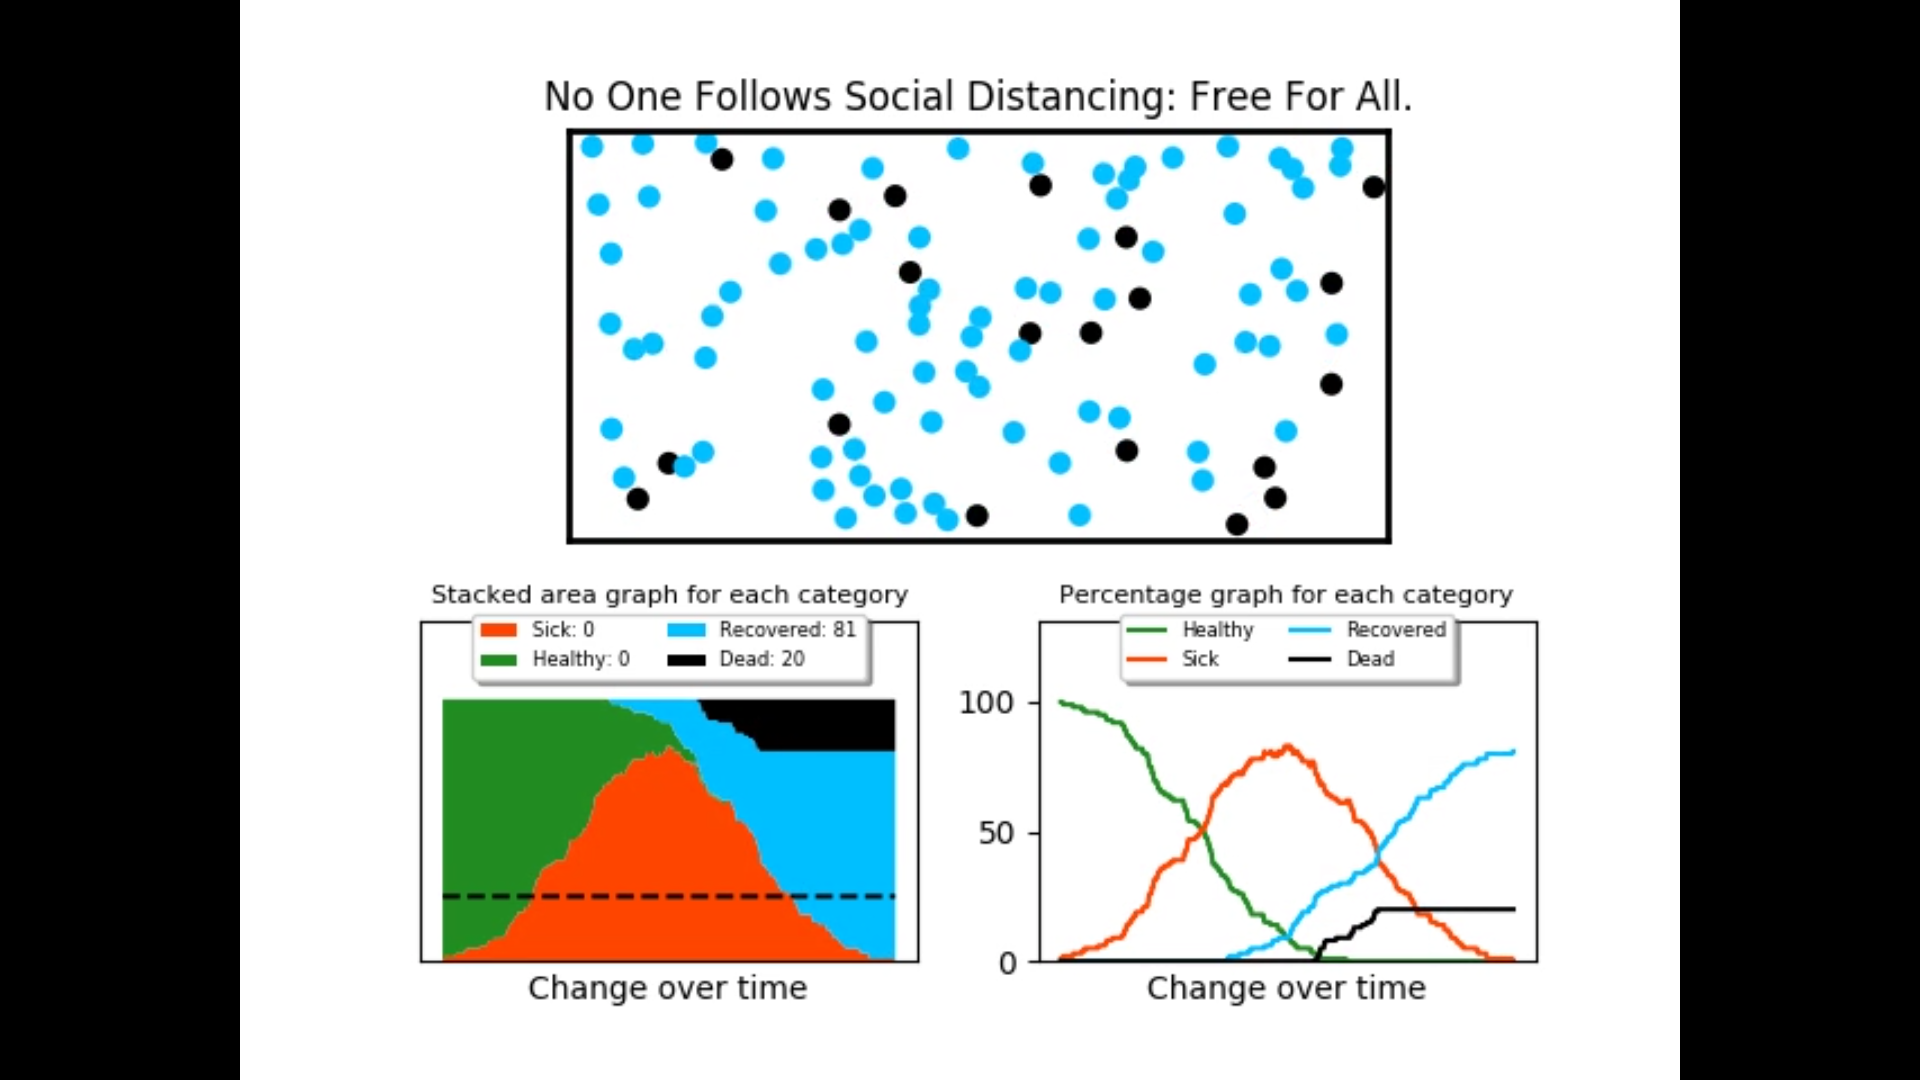 No One Follows Social Distancing: Free For All.
Stacked area graph for each category
Sick: 0
Recovered: 81
Healthy: 0
Dead: 20
Change over time
Percentage graph for each category
Healthy
Recovered
Sick
Dead
100
50
0
Change over time